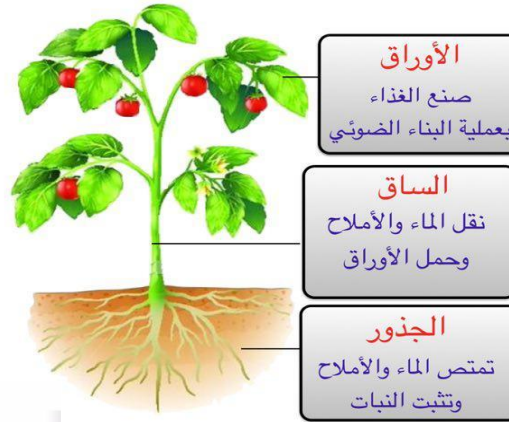 الأوراق
صنع الغذاء
بعملية البناء الضوئي
الساق
نقل الماء والأملاح
وحمل الأوراق
الجذور
تمتص الماء والأملاح
وتثبت النبات